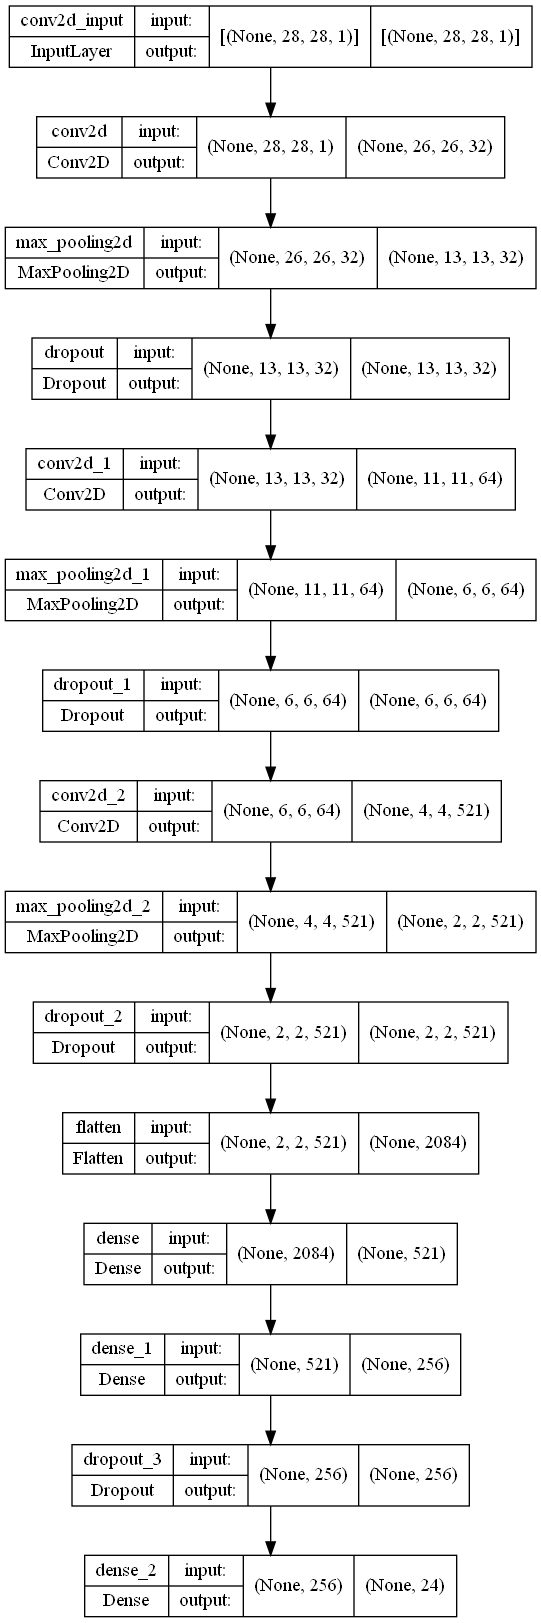 conv2d_input input: [(None, 28, 28, 1)] [(None, 28, 28, 1)]
InputLayer output:
conv2d input: (None, 28, 28, 1) (None, 26, 26, 32)
Conv2D output:
max_pooling2d input: (None, 26, 26, 32) (None, 13, 13, 32)
MaxPooling2D output:
dropout input: (None, 13, 13, 32) (None, 13, 13, 32)
Dropout output:
conv2d_1 input: (None, 13, 13, 32) (None, 11, 11, 64)
Conv2D output:
max_pooling2d_1 input: (None, 11, 11, 64) (None, 6, 6, 64)
MaxPooling2D output:
dropout_1 input: (None, 6, 6, 64) (None, 6, 6, 64)
Dropout output:
conv2d_2 input: (None, 6, 6, 64) (None, 4, 4, 521)
Conv2D output:
max_pooling2d_2 input: (None, 4, 4, 521) (None, 2, 2, 521)
MaxPooling2D output:
dropout_2 input: (None, 2, 2, 521) (None, 2, 2, 521)
Dropout output:
flatten input: (None, 2, 2, 521) (None, 2084)
Flatten output:
dense input: (None, 2084) (None, 521)
Dense output:
dense_1 input: (None, 521) (None, 256)
Dense output:
dropout_3 input: (None, 256) (None, 256)
Dropout output:
dense_2 input: (None, 256) (None, 24)
Dense output: